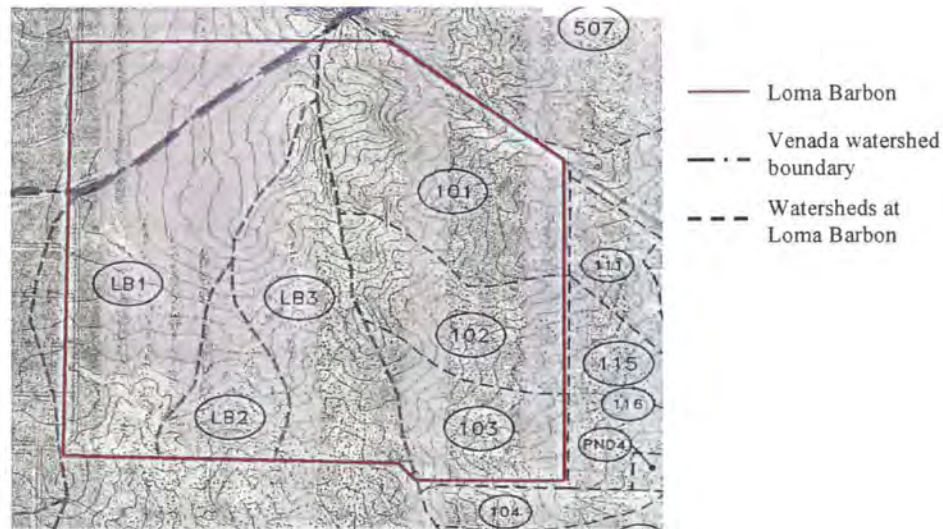 507
Loma Barbon
Venada watershed
boundary
Watersheds at
Loma Barbon
101
111
LB1
LB3
102
115
116
LB2
103
PND4
104